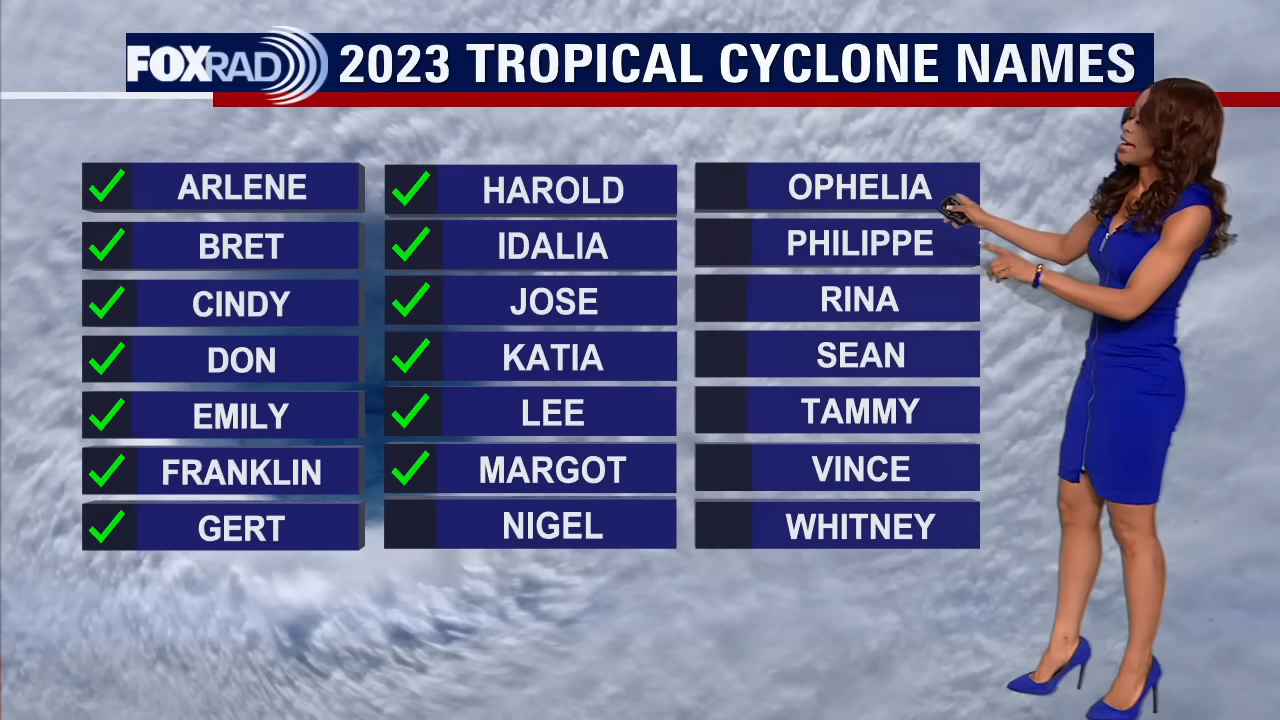 FOXRAD 2023 TROPICAL CYCLONE NAMES
ARLENE
BRET
CINDY
DON
EMILY
FRANKLIN
GERT
HAROLD
IDALIA
JOSE
KATIA
LEE
MARGOT
NIGEL
OPHELIA
PHILIPPE
RINA
SEAN
TAMMY
VINCE
WHITNEY